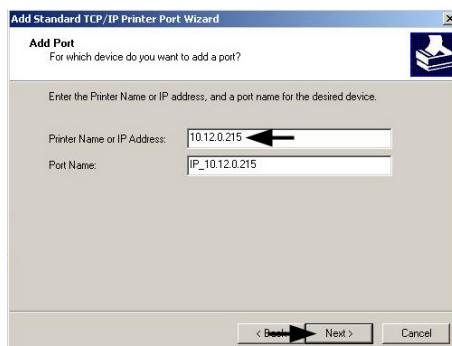 Add Standard TCP/IP Printer Port Wizard
Add Port
For which device do you want to add a port?
Enter the Printer Name or IP address, and a port name for the desired device.
Printer Name or IP Address:
10.12.0.215
Port Name:
IP_10.12.0.215
<
Next >
Cancel